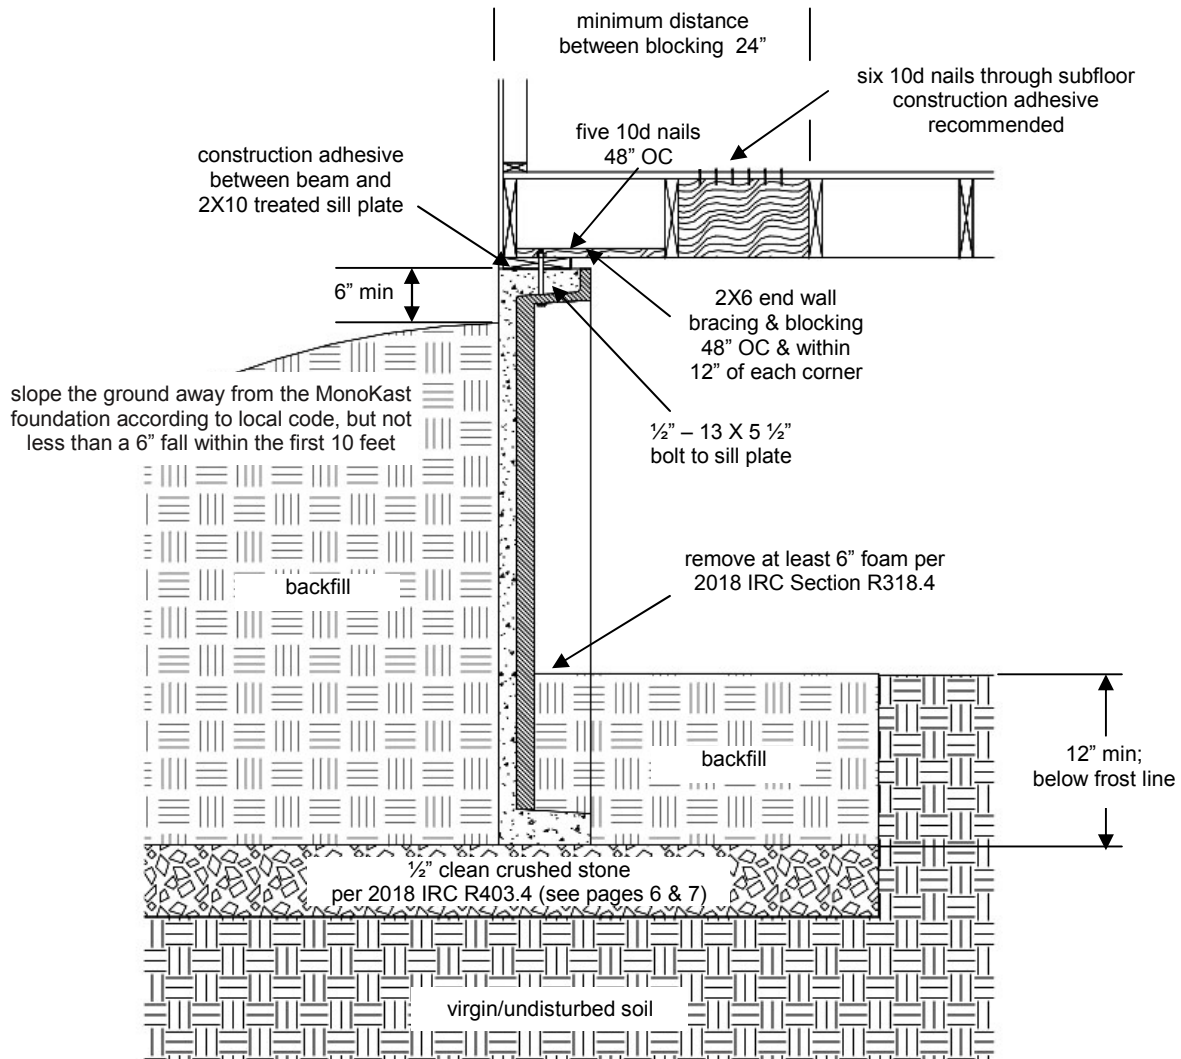 minimum distance
between blocking 24”
six 10d nails through subfloor
construction adhesive
recommended
five 10d nails
48” OC
construction adhesive
between beam and
2X10 treated sill plate
6” min
2X6 end wall
bracing & blocking
48” OC & within
12” of each corner
slope the ground away from the MonoKast
foundation according to local code, but not
less than a 6” fall within the first 10 feet
½” – 13 X 5 ½”
bolt to sill plate
remove at least 6” foam per
2018 IRC Section R318.4
backfill
backfill
12” min;
below frost line
½” clean crushed stone
per 2018 IRC R403.4 (see pages 6 & 7)
virgin/undisturbed soil